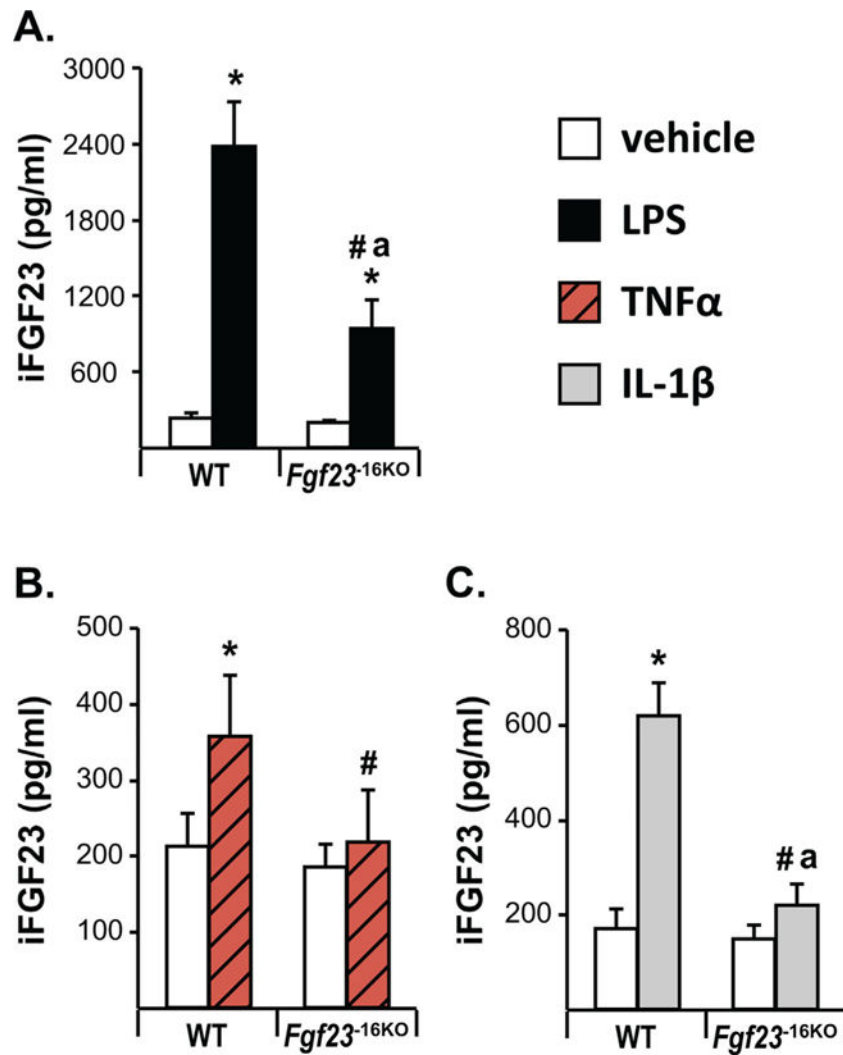 A.
iFGF23 (pg/ml)
3000
2400
1800
1200
600
*
# a
*
WT
Fgf23-16KO
vehicle
LPS
TNFα
IL-1β
B.
iFGF23 (pg/ml)
500
400
300
200
100
*
#
WT
Fgf23-16KO
C.
iFGF23 (pg/ml)
800
600
400
200
*
# a
WT
Fgf23-16KO